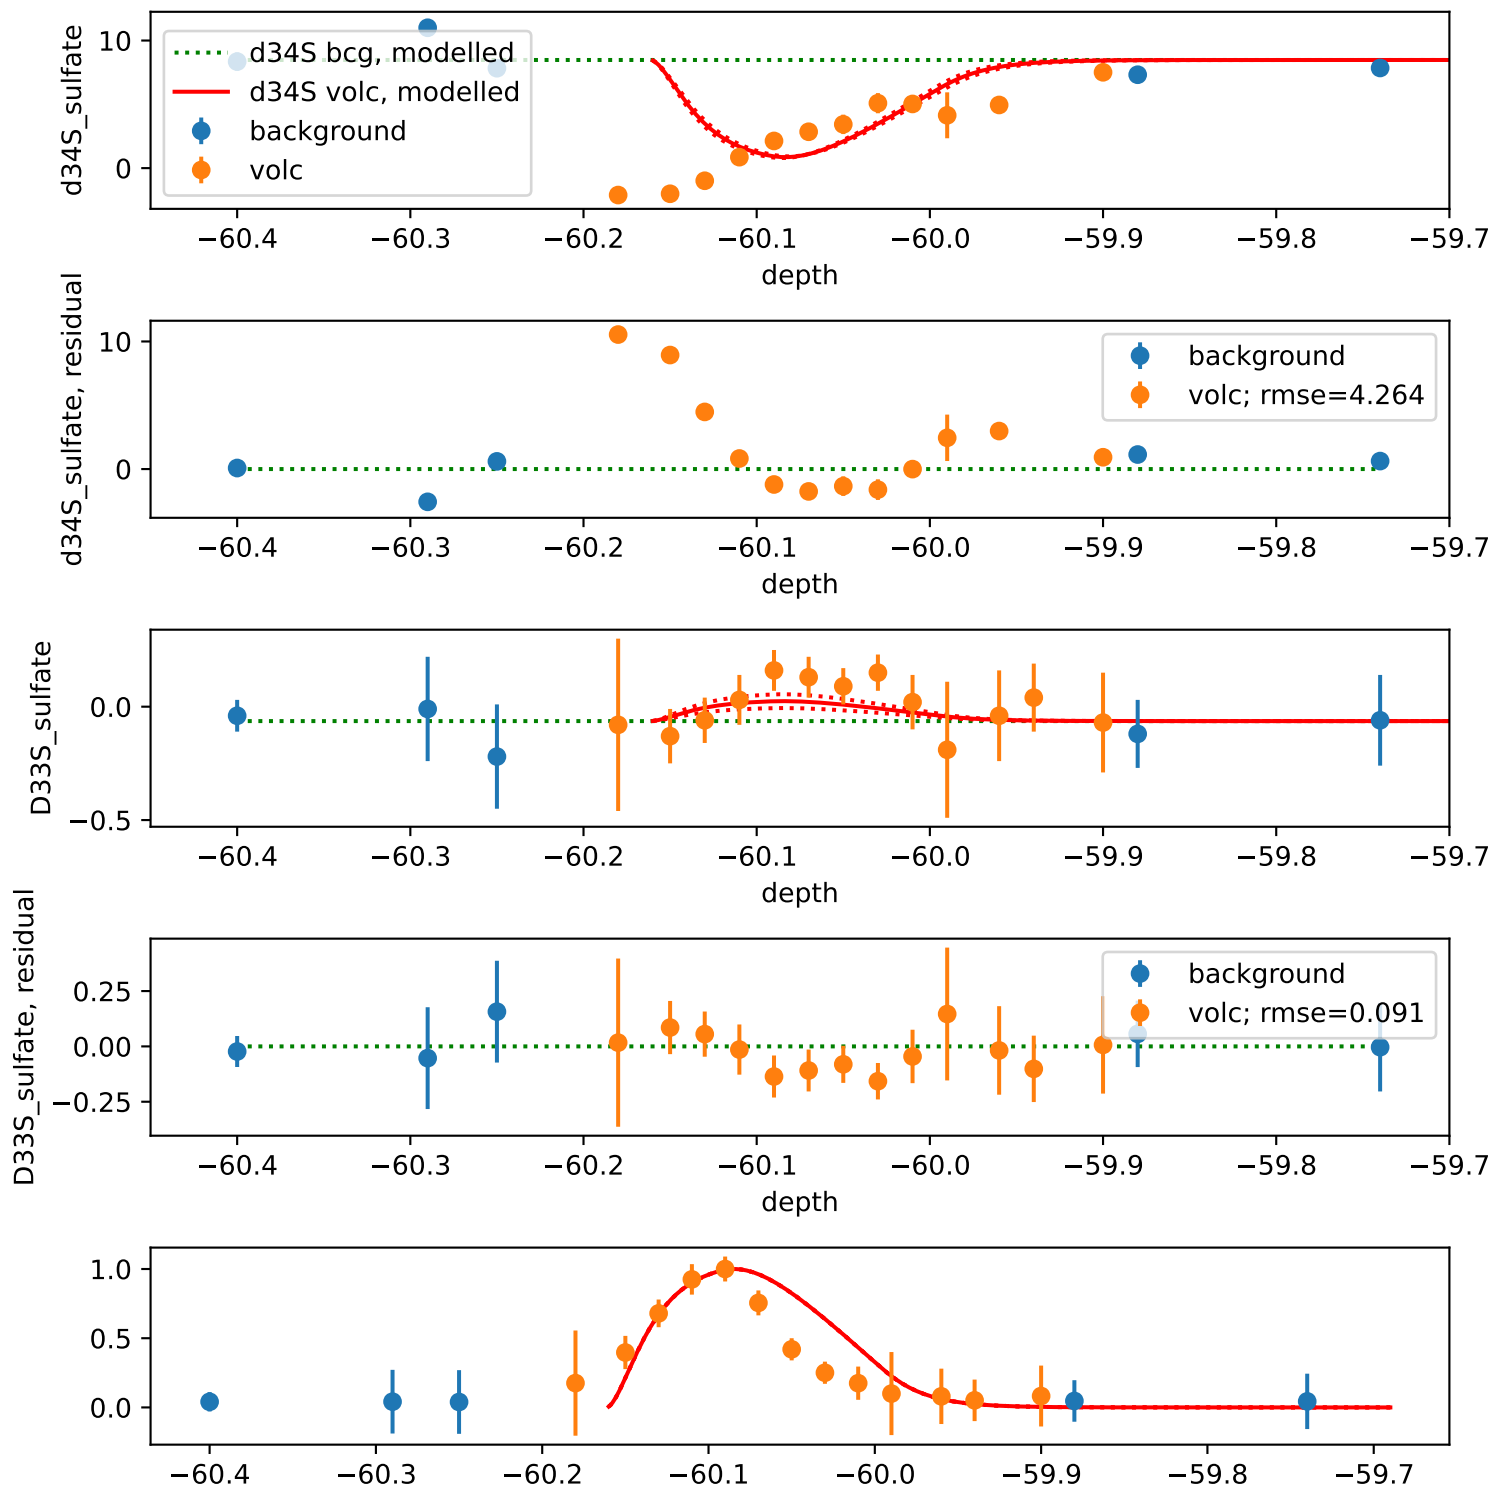 d34S_sulfate
10
0
d34S bcg, modelled
d34S volc, modelled
background
volc
−60.4 −60.3 −60.2 −60.1 −60.0 −59.9 −59.8 −59.7
depth
d34S_sulfate, residual
10
0
background
volc; rmse=4.264
−60.4 −60.3 −60.2 −60.1 −60.0 −59.9 −59.8 −59.7
depth
D33S_sulfate
0.0
−0.5
−60.4 −60.3 −60.2 −60.1 −60.0 −59.9 −59.8 −59.7
depth
D33S_sulfate, residual
0.25
0.00
−0.25
background
volc; rmse=0.091
−60.4 −60.3 −60.2 −60.1 −60.0 −59.9 −59.8 −59.7
depth
1.0
0.5
0.0
−60.4 −60.3 −60.2 −60.1 −60.0 −59.9 −59.8 −59.7